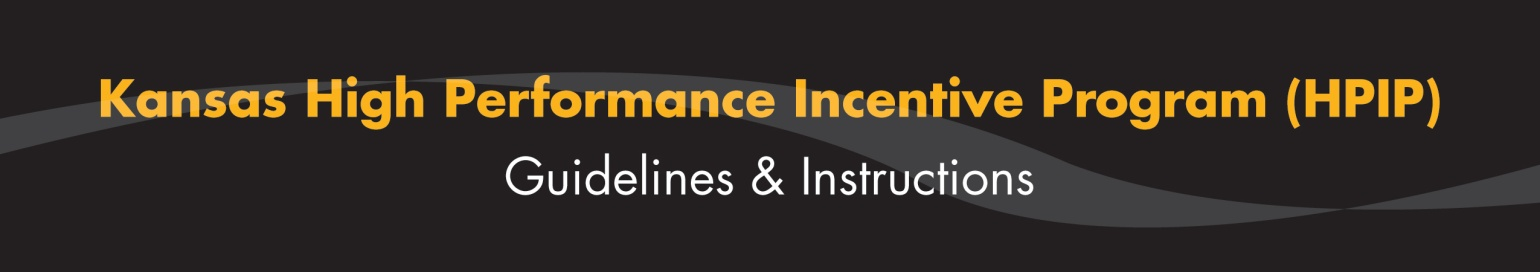 Kansas High Performance Incentive Program (HPIP)
Guidelines & Instructions